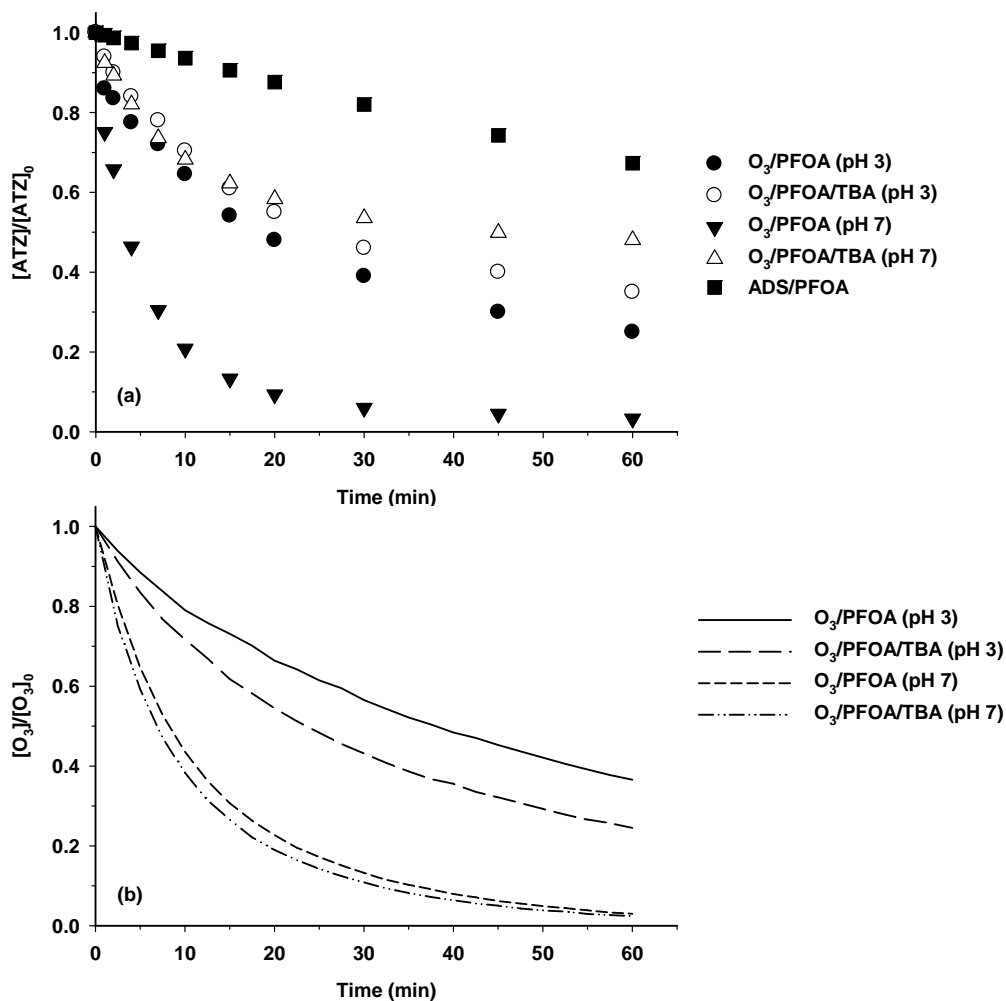 1.0
0.8
0.6
0.4
0.2
0.0
[ATZ]/[ATZ]₀
(a)
0 10 20 30 40 50 60
Time (min)
O₃/PFOA (pH 3)
O₃/PFOA/TBA (pH 3)
O₃/PFOA (pH 7)
O₃/PFOA/TBA (pH 7)
ADS/PFOA
1.0
0.8
0.6
0.4
0.2
0.0
[O₃]/[O₃]₀
(b)
0 10 20 30 40 50 60
Time (min)
O₃/PFOA (pH 3)
O₃/PFOA/TBA (pH 3)
O₃/PFOA (pH 7)
O₃/PFOA/TBA (pH 7)